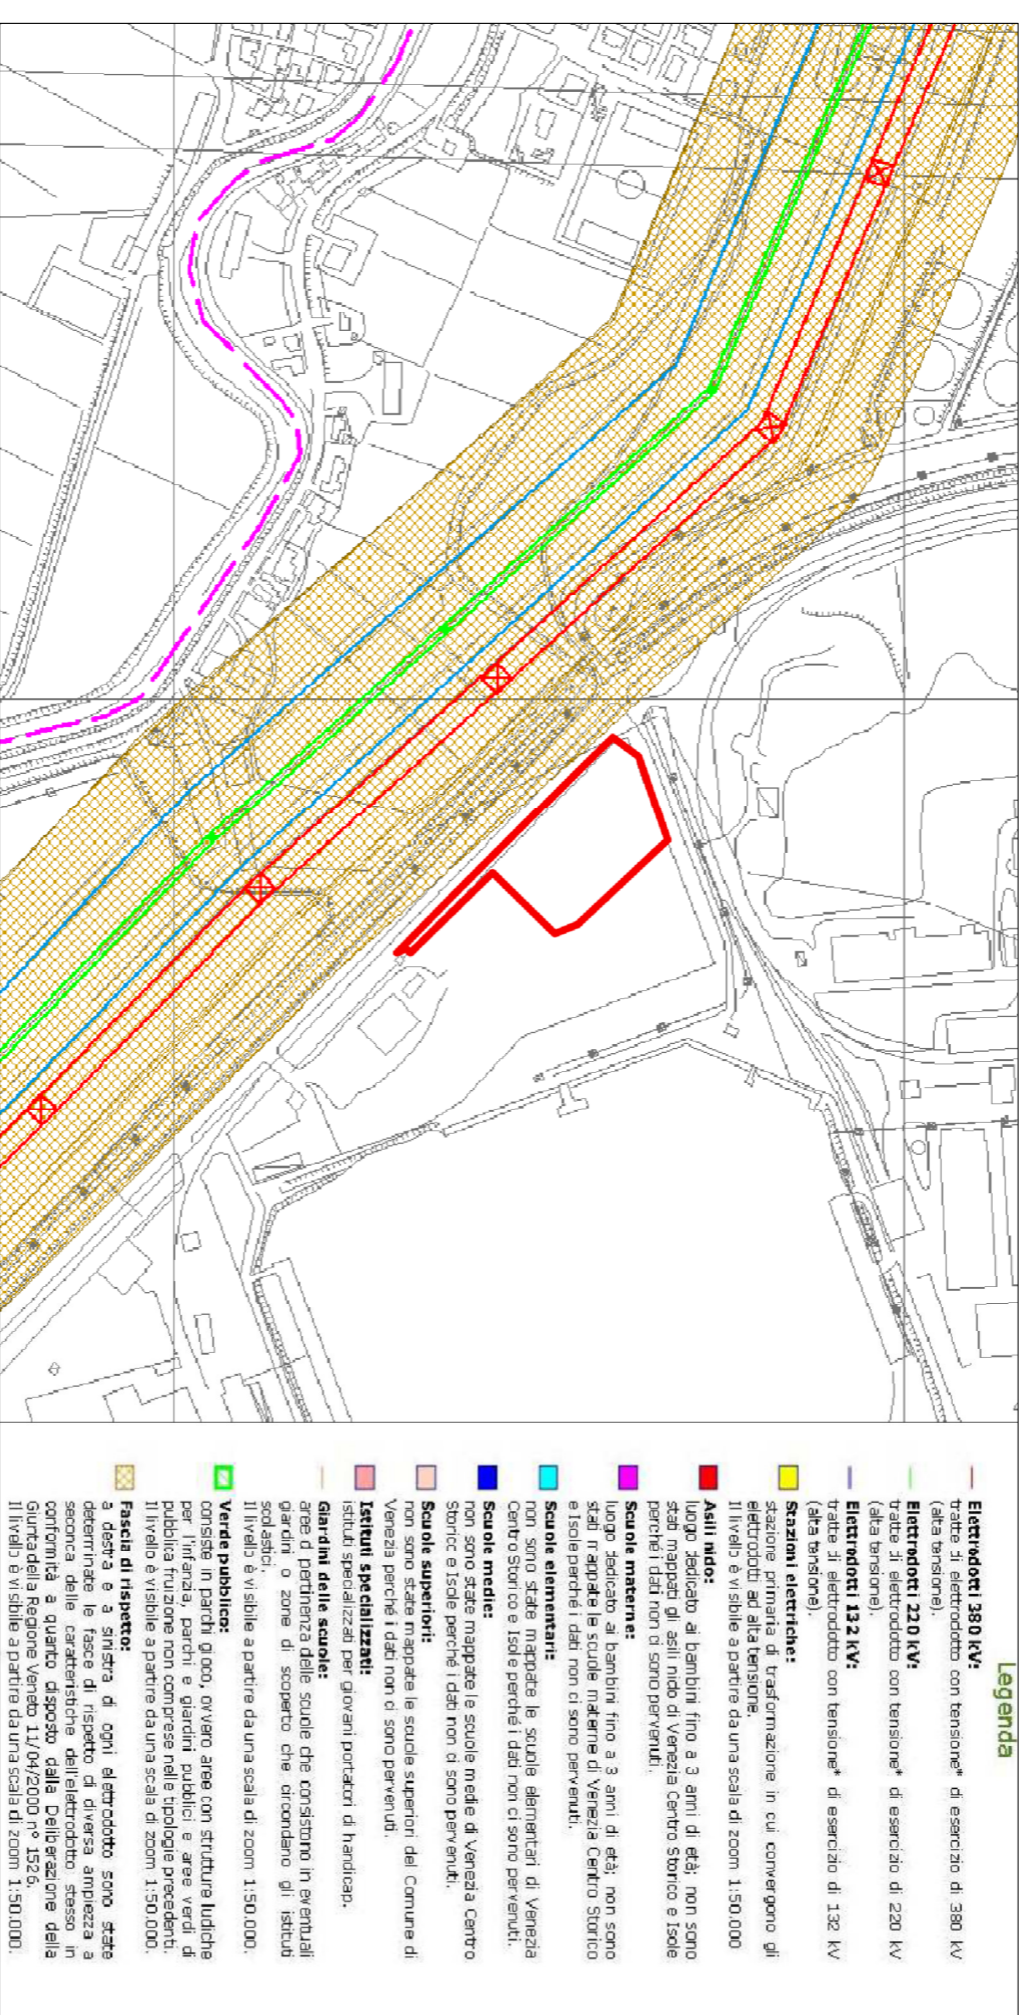 Legenda
Elettrodotti 380 kV:
tratte di elettrodotto con tensione* di esercizio di 380 kV
(alta tensione).
Elettrodotti 220 kV:
tratte di elettrodotto con tensione* di esercizio di 220 kV
(alta tensione).
Elettrodotti 132 kV:
tratte di elettrodotto con tensione* di esercizio di 132 kV
(alta tensione).
Stazioni elettriche:
stazione primaria di trasformazione in cui convergono gli
elettrodotti ad alta tensione.
Il livello è visibile a partire da una scala di zoom 1:50.000
Asili nido:
luogo dedicato ai bambini fino a 3 anni di età; non sono
stati mappati gli asili nido di Venezia Centro Storico e Isole
perché i dati non ci sono pervenuti.
Scuole materne:
luogo dedicato ai bambini fino a 3 anni di età; non sono
stati mappate le scuole materne di Venezia Centro Storico
e Isole perché i dati non ci sono pervenuti.
Scuole elementari:
non sono state mappate le scuole elementari di Venezia
Centro Storico e Isole perché i dati non ci sono pervenuti.
Scuole medie:
non sono state mappate le scuole medie di Venezia Centro
Storico e Isole perché i dati non ci sono pervenuti.
Scuole superiori:
non sono state mappate le scuole superiori del Comune di
Venezia perché i dati non ci sono pervenuti.
Istituti specializzati:
istituti specializzati per giovani portatori di handicap.
Giardini delle scuole:
aree di pertinenza delle scuole che consistono in eventuali
giardini o zone di scoperto che circondano gli istituti
scolastici.
Il livello è visibile a partire da una scala di zoom 1:50.000.
Verde pubblico:
consiste in parchi gioco, ovvero aree con strutture ludiche
per l'infanzia, parchi e giardini pubblici e aree verdi di
pubblica fruizione non comprese nelle tipologie precedenti.
Il livello è visibile a partire da una scala di zoom 1:50.000.
Fascia di rispetto:
a destra e a sinistra di ogni elettrodotto sono state
determinate le fasce di rispetto di diversa ampiezza a
seconda delle caratteristiche dell'elettrodotto stesso in
conformità a quanto disposto dalla Deliberazione della
Giunta della Regione Veneto 11/04/2000 n° 1526.
Il livello è visibile a partire da una scala di zoom 1:50.000.